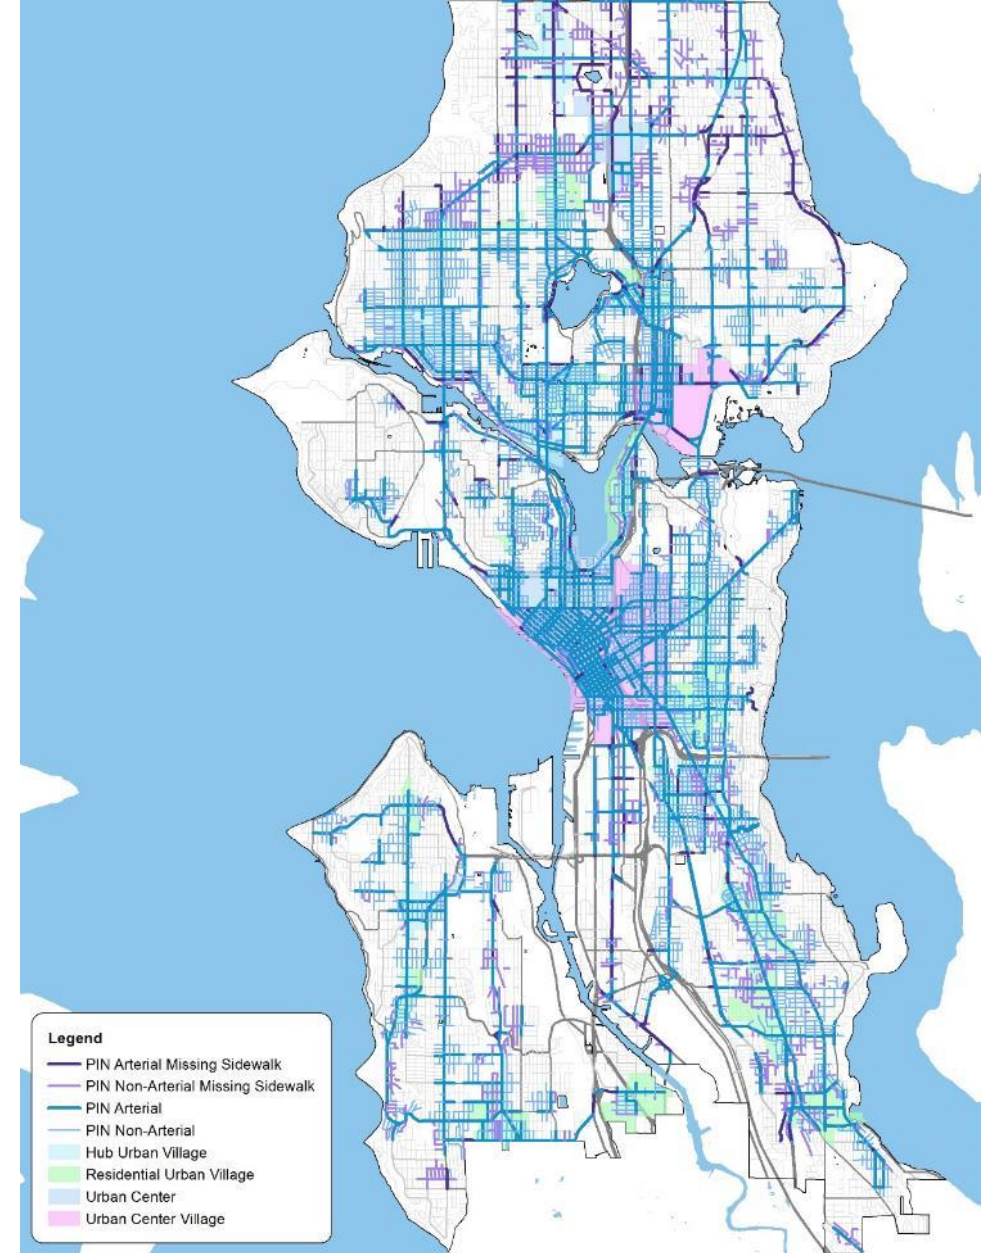 Legend
PIN Arterial Missing Sidewalk
PIN Non-Arterial Missing Sidewalk
PIN Arterial
PIN Non-Arterial
Hub Urban Village
Residential Urban Village
Urban Center
Urban Center Village